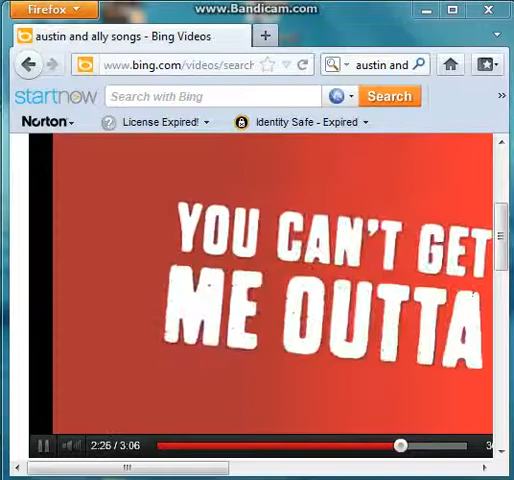 www.Bandicam.com
Firefox
austin and ally songs - Bing Videos
www.bing.com/videos/search
austin and
startnow
Search with Bing
Search
Norton
License Expired!
Identity Safe - Expired
YOU CAN'T GET
ME OUTTA
2:25 / 3:06